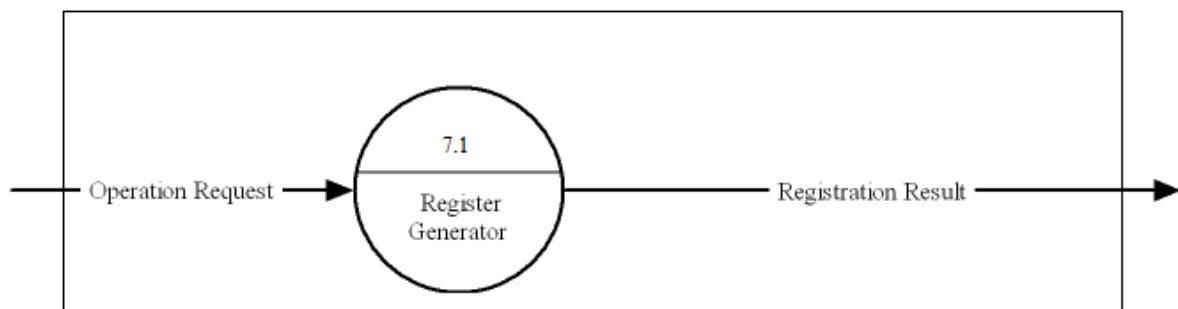 7.1
Operation Request
Register
Generator
Registration Result